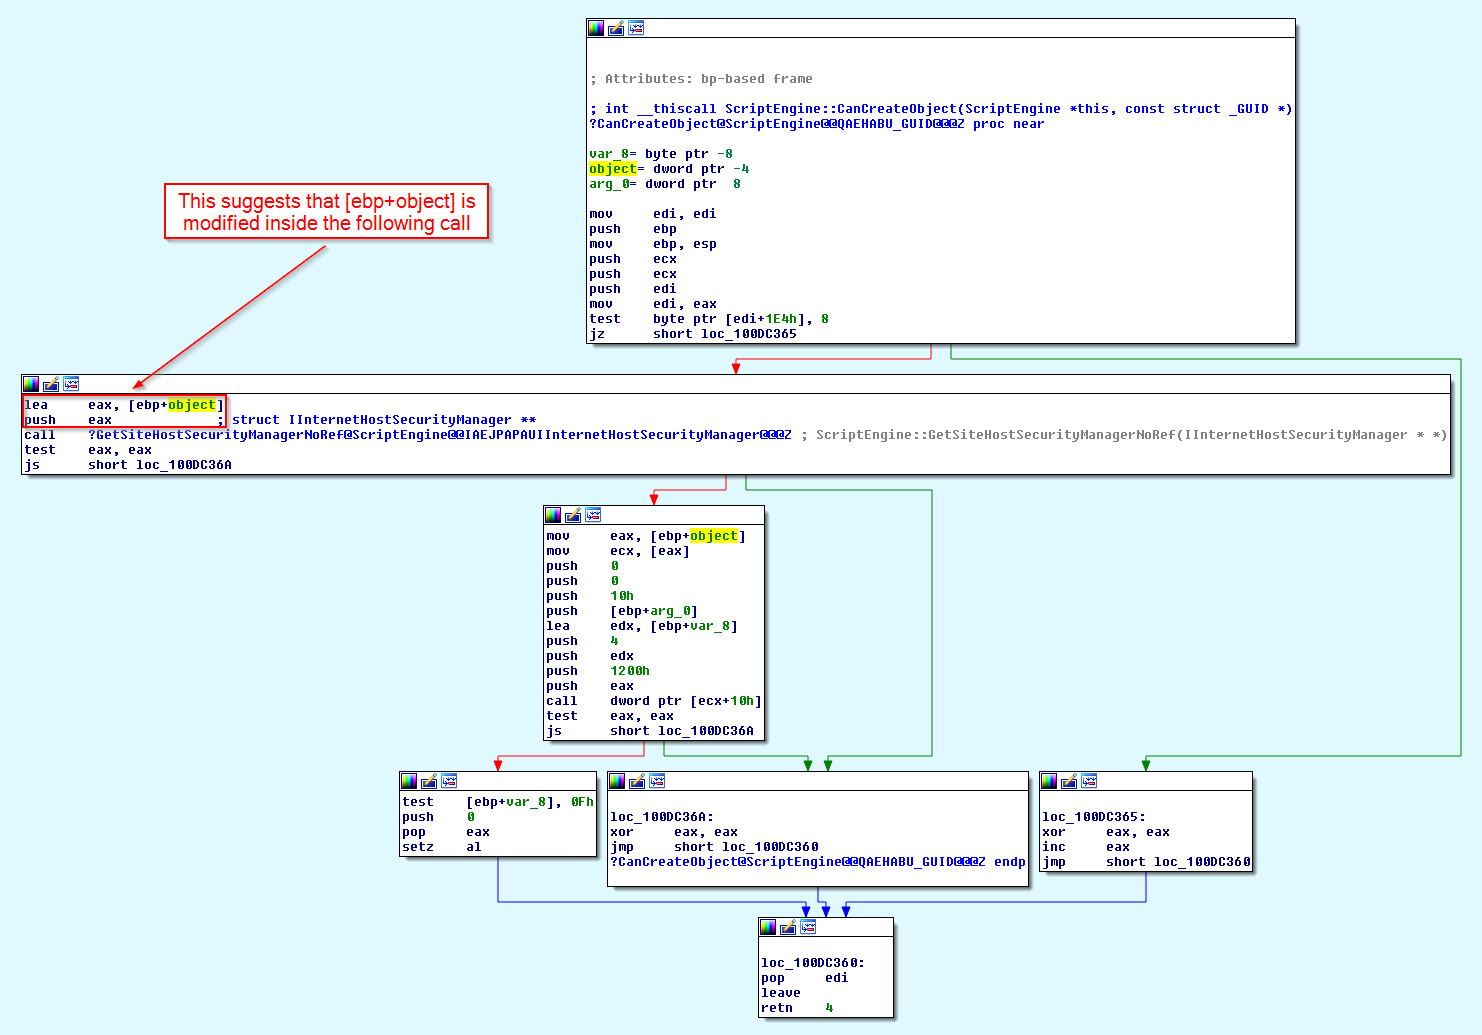 ; Attributes: bp-based frame
; int __thiscall ScriptEngine::CanCreateObject(ScriptEngine *this, const struct _GUID *)
?CanCreateObject@ScriptEngine@@QAEHABU_GUID@@@Z proc near
var_8= byte ptr -8
object= dword ptr -4
arg_0= dword ptr  8
mov     edi, edi
push    ebp
mov     ebp, esp
push    ecx
push    ecx
push    edi
mov     edi, eax
test    byte ptr [edi+1E4h], 8
jz      short loc_100DC365
This suggests that [ebp+object] is
modified inside the following call
lea     eax, [ebp+object]
push    eax             ; struct IInternetHostSecurityManager **
call    ?GetSiteHostSecurityManagerNoRef@ScriptEngine@@IAEJPAPAUIInternetHostSecurityManager@@@Z ; ScriptEngine::GetSiteHostSecurityManagerNoRef(IInternetHostSecurityManager * *)
test    eax, eax
js      short loc_100DC36A
mov     eax, [ebp+object]
mov     ecx, [eax]
push    0
push    0
push    10h
push    [ebp+arg_0]
lea     edx, [ebp+var_8]
push    4
push    edx
push    1200h
push    eax
call    dword ptr [ecx+10h]
test    eax, eax
js      short loc_100DC36A
test    [ebp+var_8], 0Fh
push    0
pop     eax
setz    al
loc_100DC36A:
xor     eax, eax
jmp     short loc_100DC360
?CanCreateObject@ScriptEngine@@QAEHABU_GUID@@@Z endp
loc_100DC365:
xor     eax, eax
inc     eax
jmp     short loc_100DC360
loc_100DC360:
pop     edi
leave
retn    4